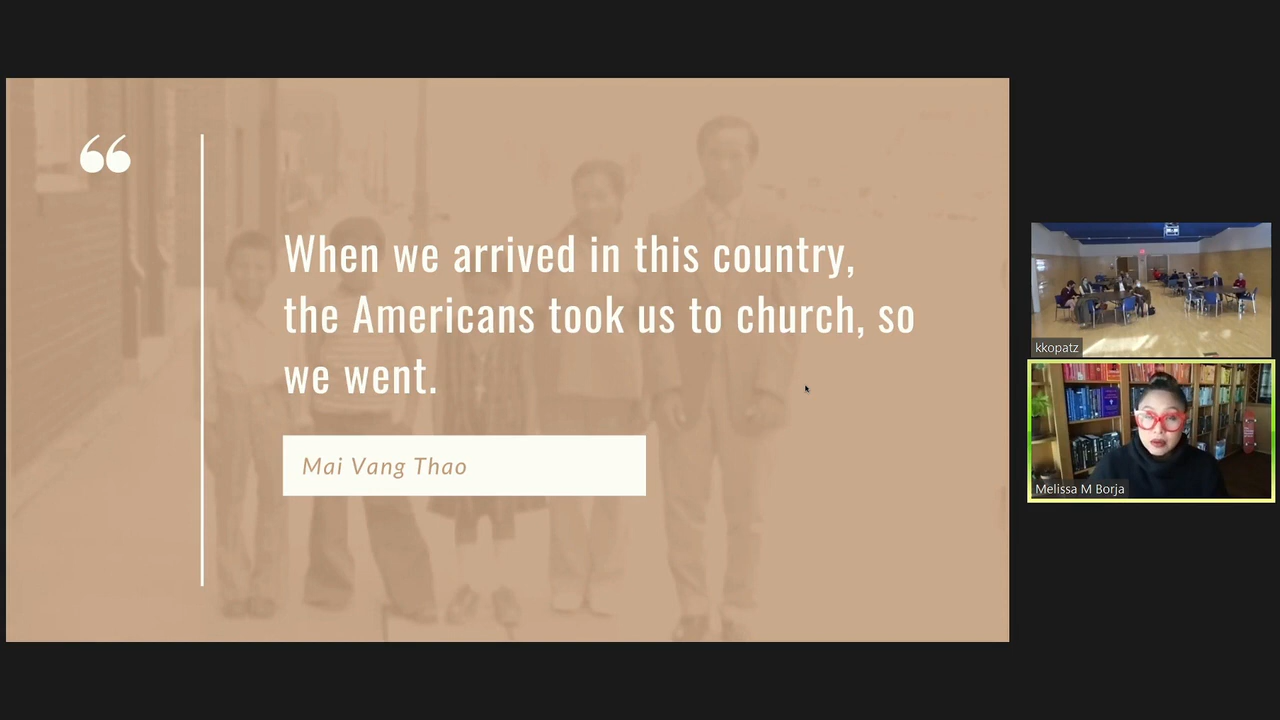 “
When we arrived in this country,
the Americans took us to church, so
we went.
Mai Vang Thao
kkopatz
Melissa M Borja